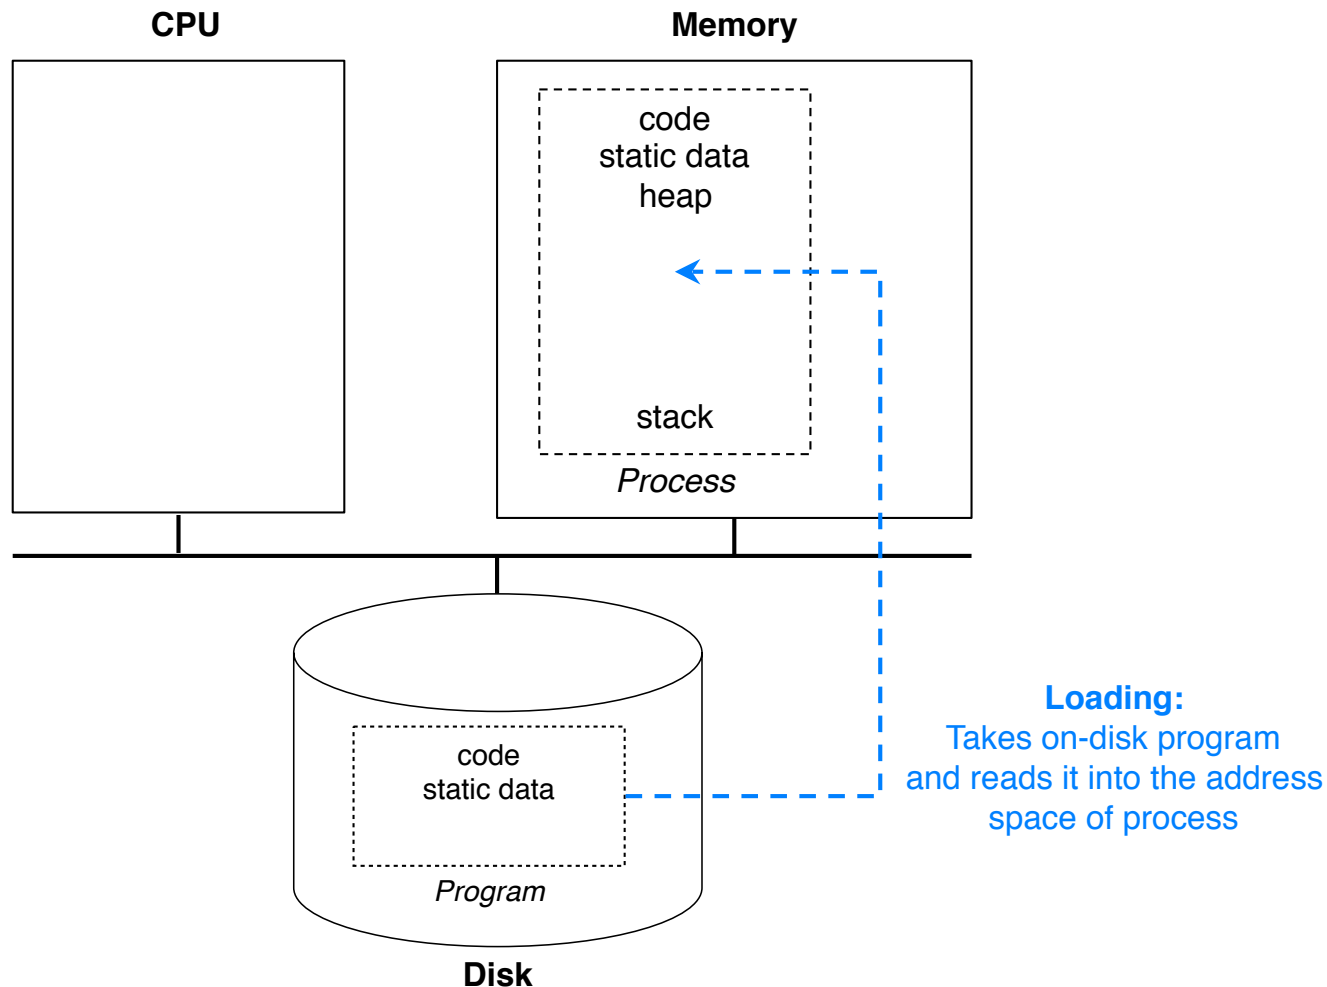 CPU
Memory
code
static data
heap
stack
Process
code
static data
Program
Disk
Loading:
Takes on-disk program
and reads it into the address
space of process